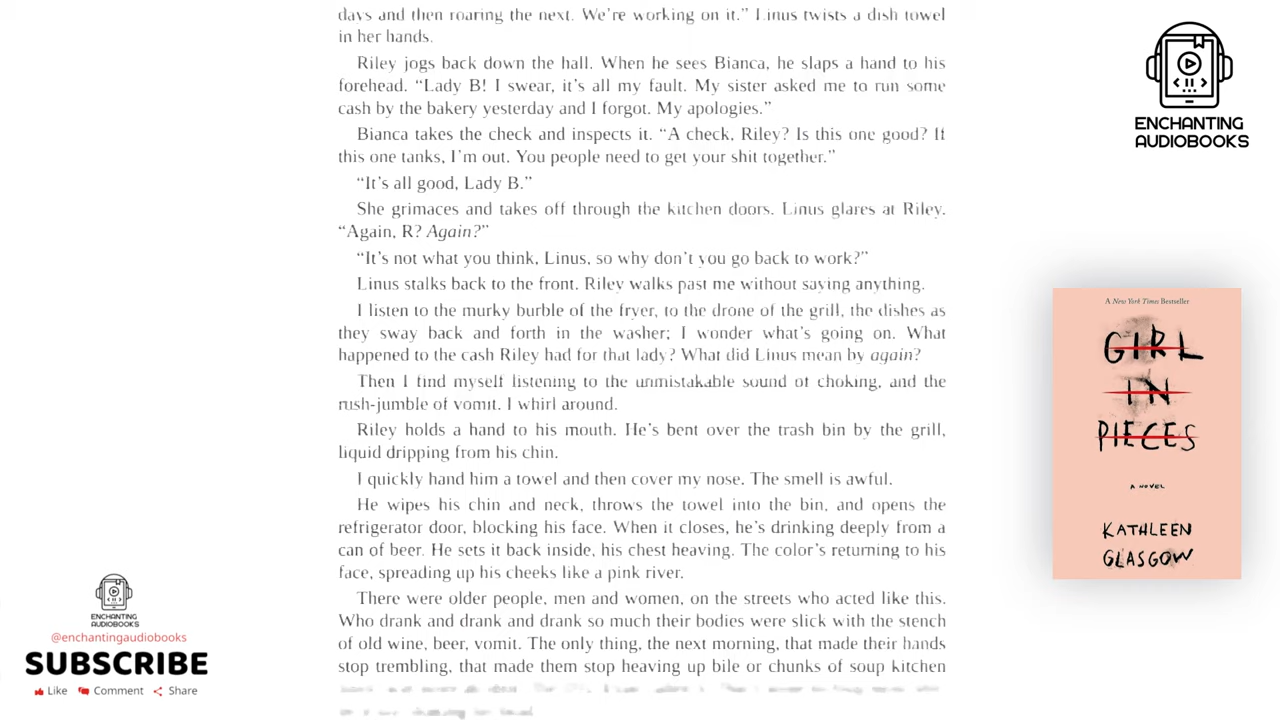 days and then roaring the next. We're working on it.” Linus twists a dish towel
in her hands.
Riley jogs back down the hall. When he sees Bianca, he slaps a hand to his
forehead. “Lady B! I swear, it's all my fault. My sister asked me to run some
cash by the bakery yesterday and I forgot. My apologies.”
Bianca takes the check and inspects it. “A check, Riley? Is this one good? If
this one tanks, I'm out. You people need to get your shit together.”
“It's all good, Lady B.”
She grimaces and takes off through the kitchen doors. Linus glares at Riley.
“Again, R? Again?”
“It's not what you think, Linus, so why don't you go back to work?”
Linus stalks back to the front. Riley walks past me without saying anything.
I listen to the murky burble of the fryer, to the drone of the grill, the dishes as
they sway back and forth in the washer; I wonder what's going on. What
happened to the cash Riley had for that lady? What did Linus mean by again?
Then I find myself listening to the unmistakable sound of choking, and the
rush-jumble of vomit. I whirl around.
Riley holds a hand to his mouth. He's bent over the trash bin by the grill,
liquid dripping from his chin.
I quickly hand him a towel and then cover my nose. The smell is awful.
He wipes his chin and neck, throws the towel into the bin, and opens the
refrigerator door, blocking his face. When it closes, he's drinking deeply from a
can of beer. He sets it back inside, his chest heaving. The color's returning to his
face, spreading up his cheeks like a pink river.
There were older people, men and women, on the streets who acted like this.
Who drank and drank and drank so much their bodies were slick with the stench
of old wine, beer, vomit. The only thing, the next morning, that made their hands
stop trembling, that made them stop heaving up bile or chunks of soup kitchen
ENCHANTING
AUDIOBOOKS
A New York Times Bestseller
GIRL
IN
PIECES
A NOVEL
KATHLEEN
GLASGOW
ENCHANTING
AUDIOBOOKS
@enchantingaudiobooks
SUBSCRIBE
Like Comment Share